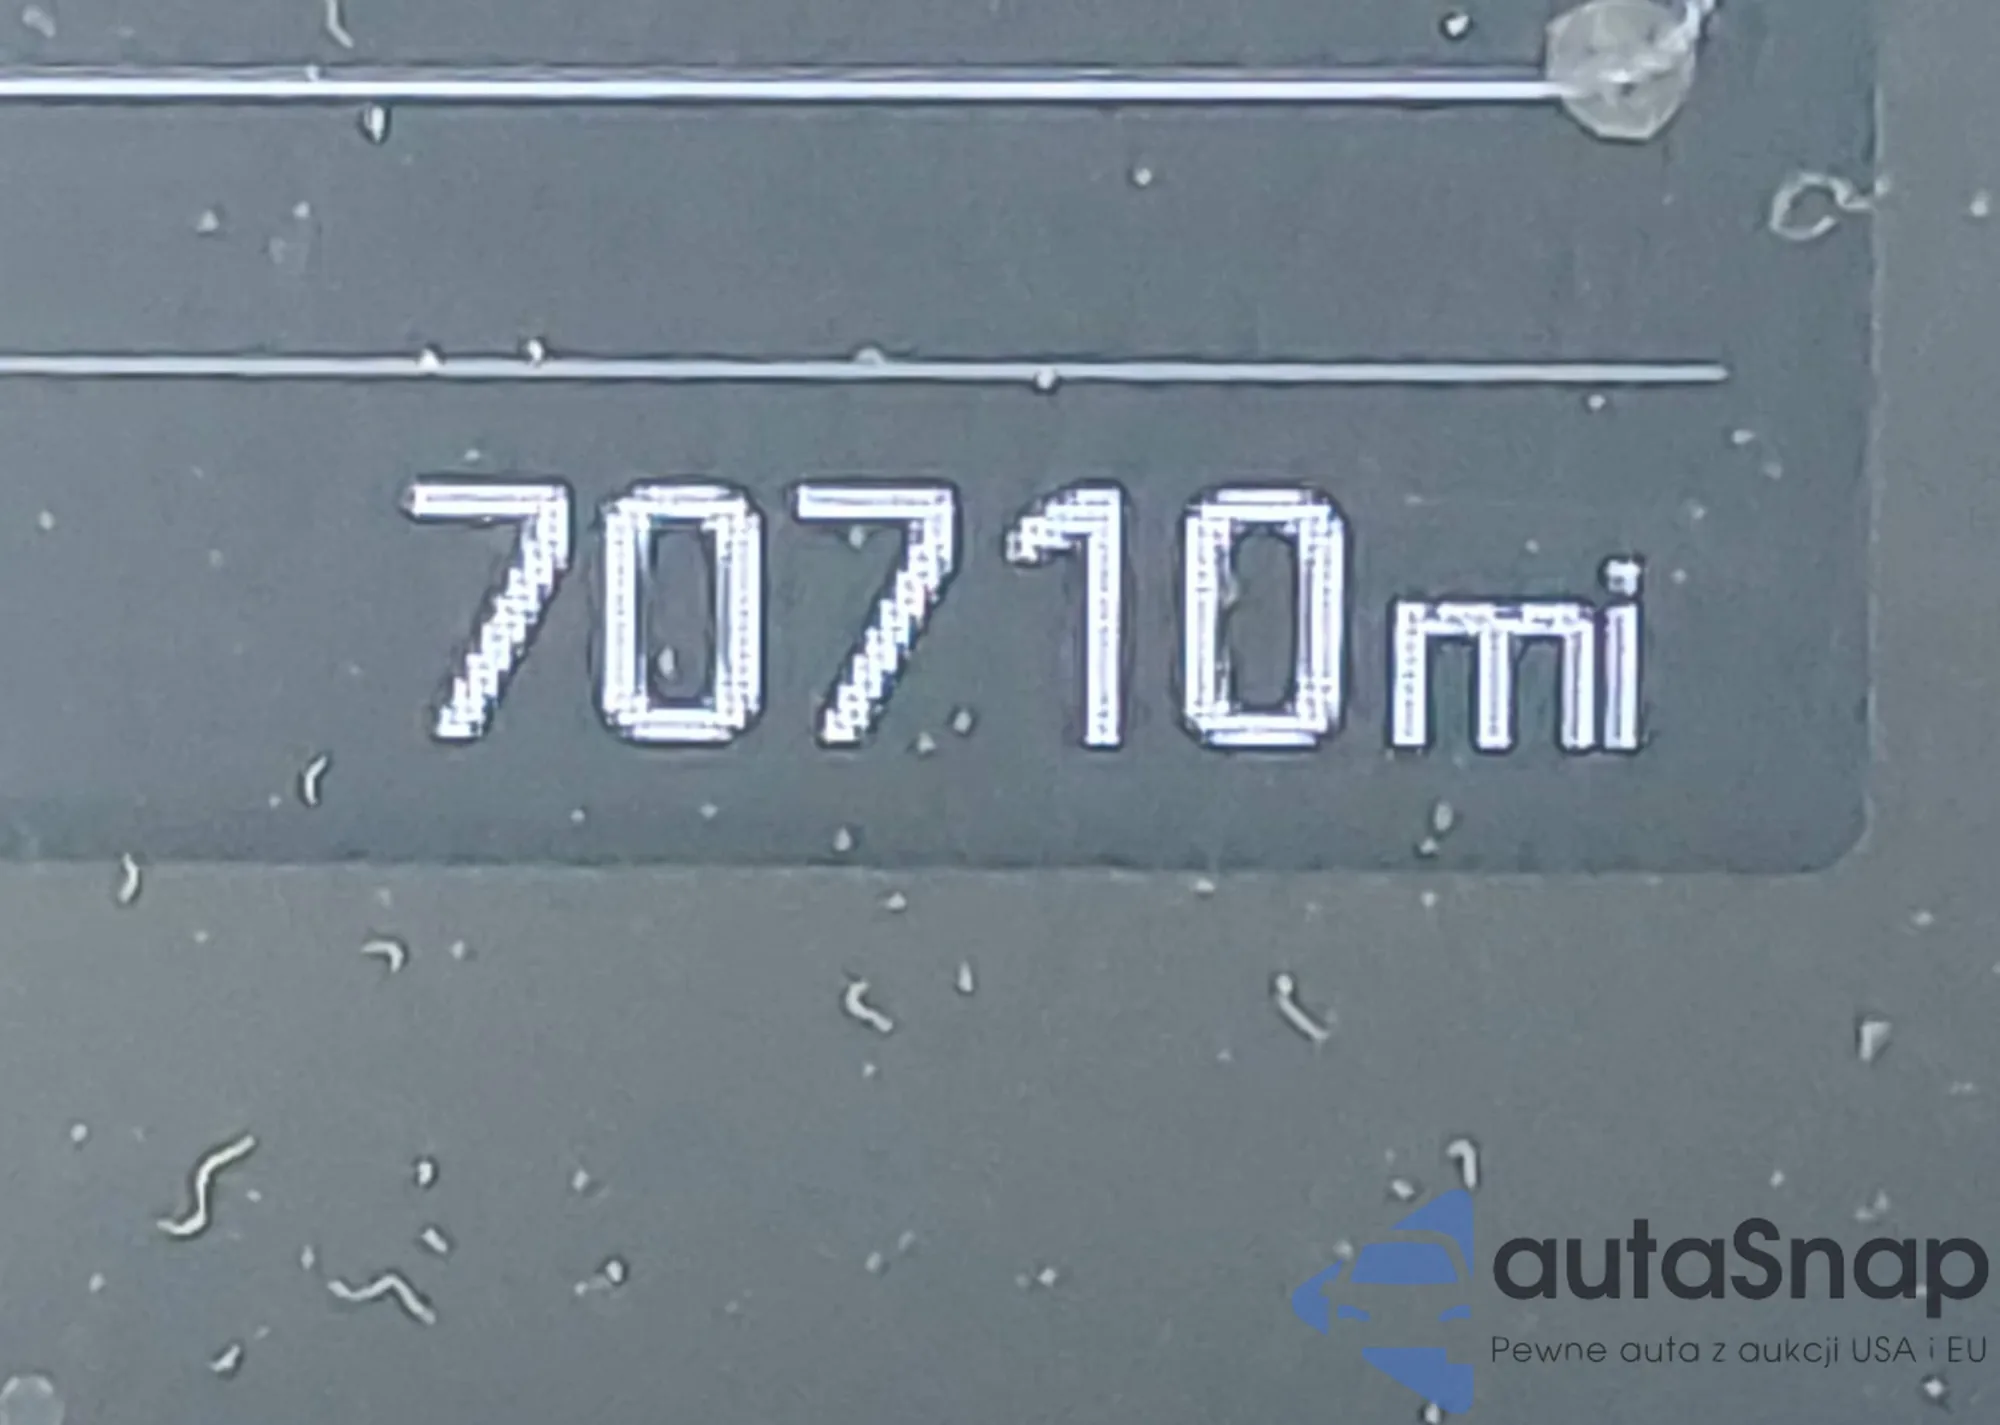 70710mi
autaSnap
Pewne auta z aukcji USA i EU